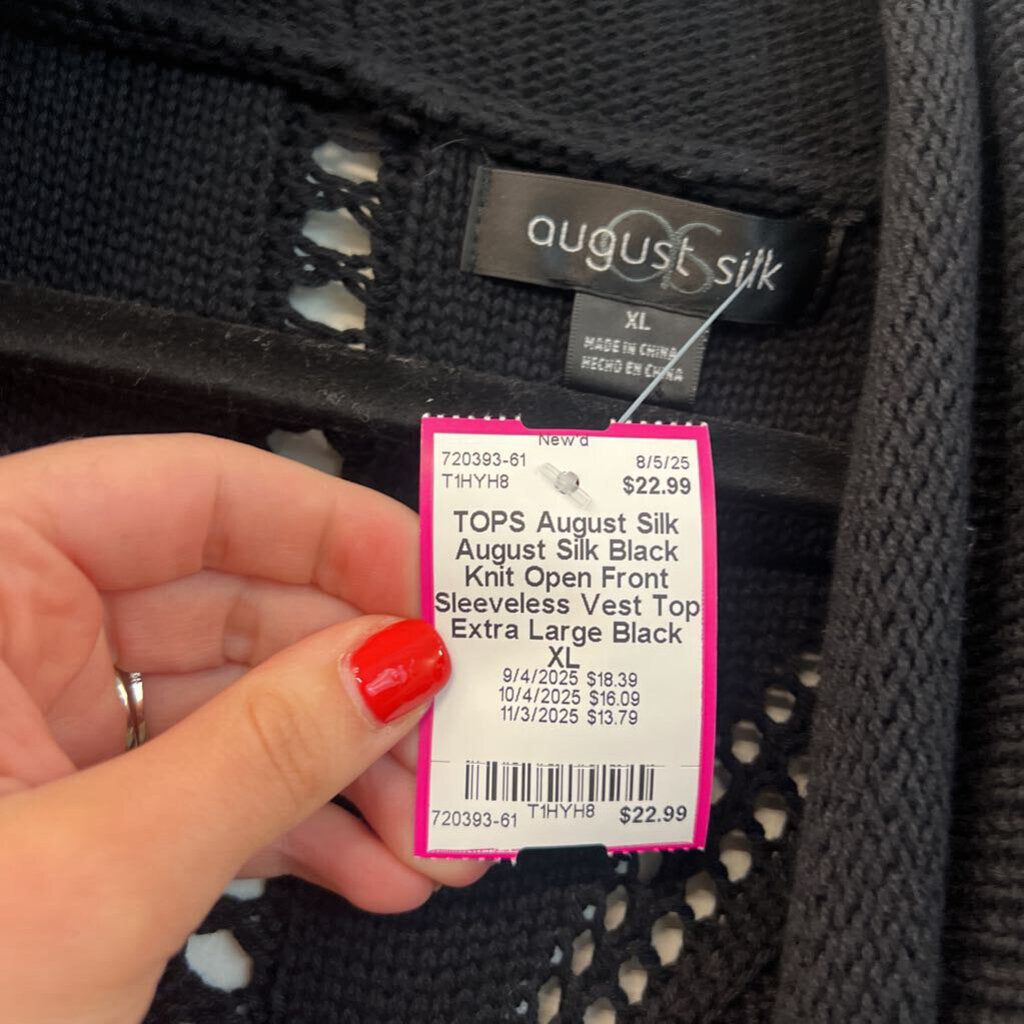 august silk
XL
MADE IN CHINA
HECHO EN CHINA
New'd
720393-61 8/5/25
T1HYH8 $22.99
TOPS August Silk
August Silk Black
Knit Open Front
Sleeveless Vest Top
Extra Large Black
XL
9/4/2025 $18.39
10/4/2025 $16.09
11/3/2025 $13.79
720393-61 T1HYH8 $22.99